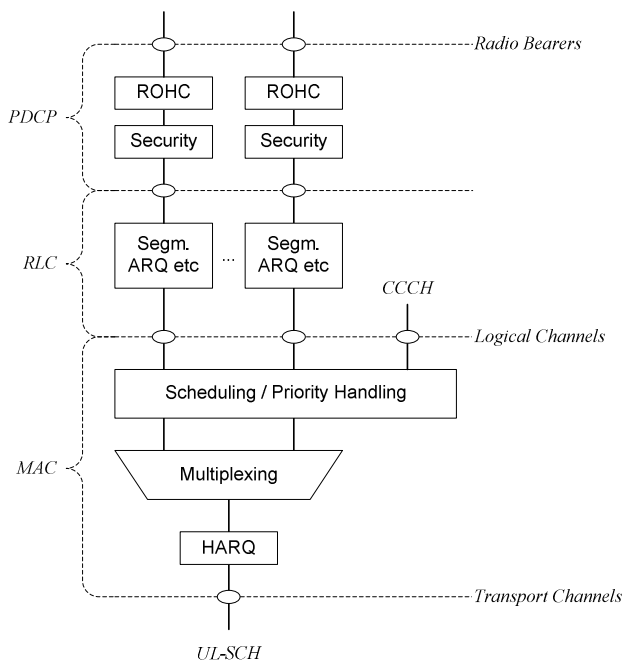 Radio Bearers
ROHC ROHC
PDCP
Security Security
Segm. ARQ etc ... Segm. ARQ etc
RLC
CCCH
Logical Channels
Scheduling / Priority Handling
MAC
Multiplexing
HARQ
Transport Channels
UL-SCH